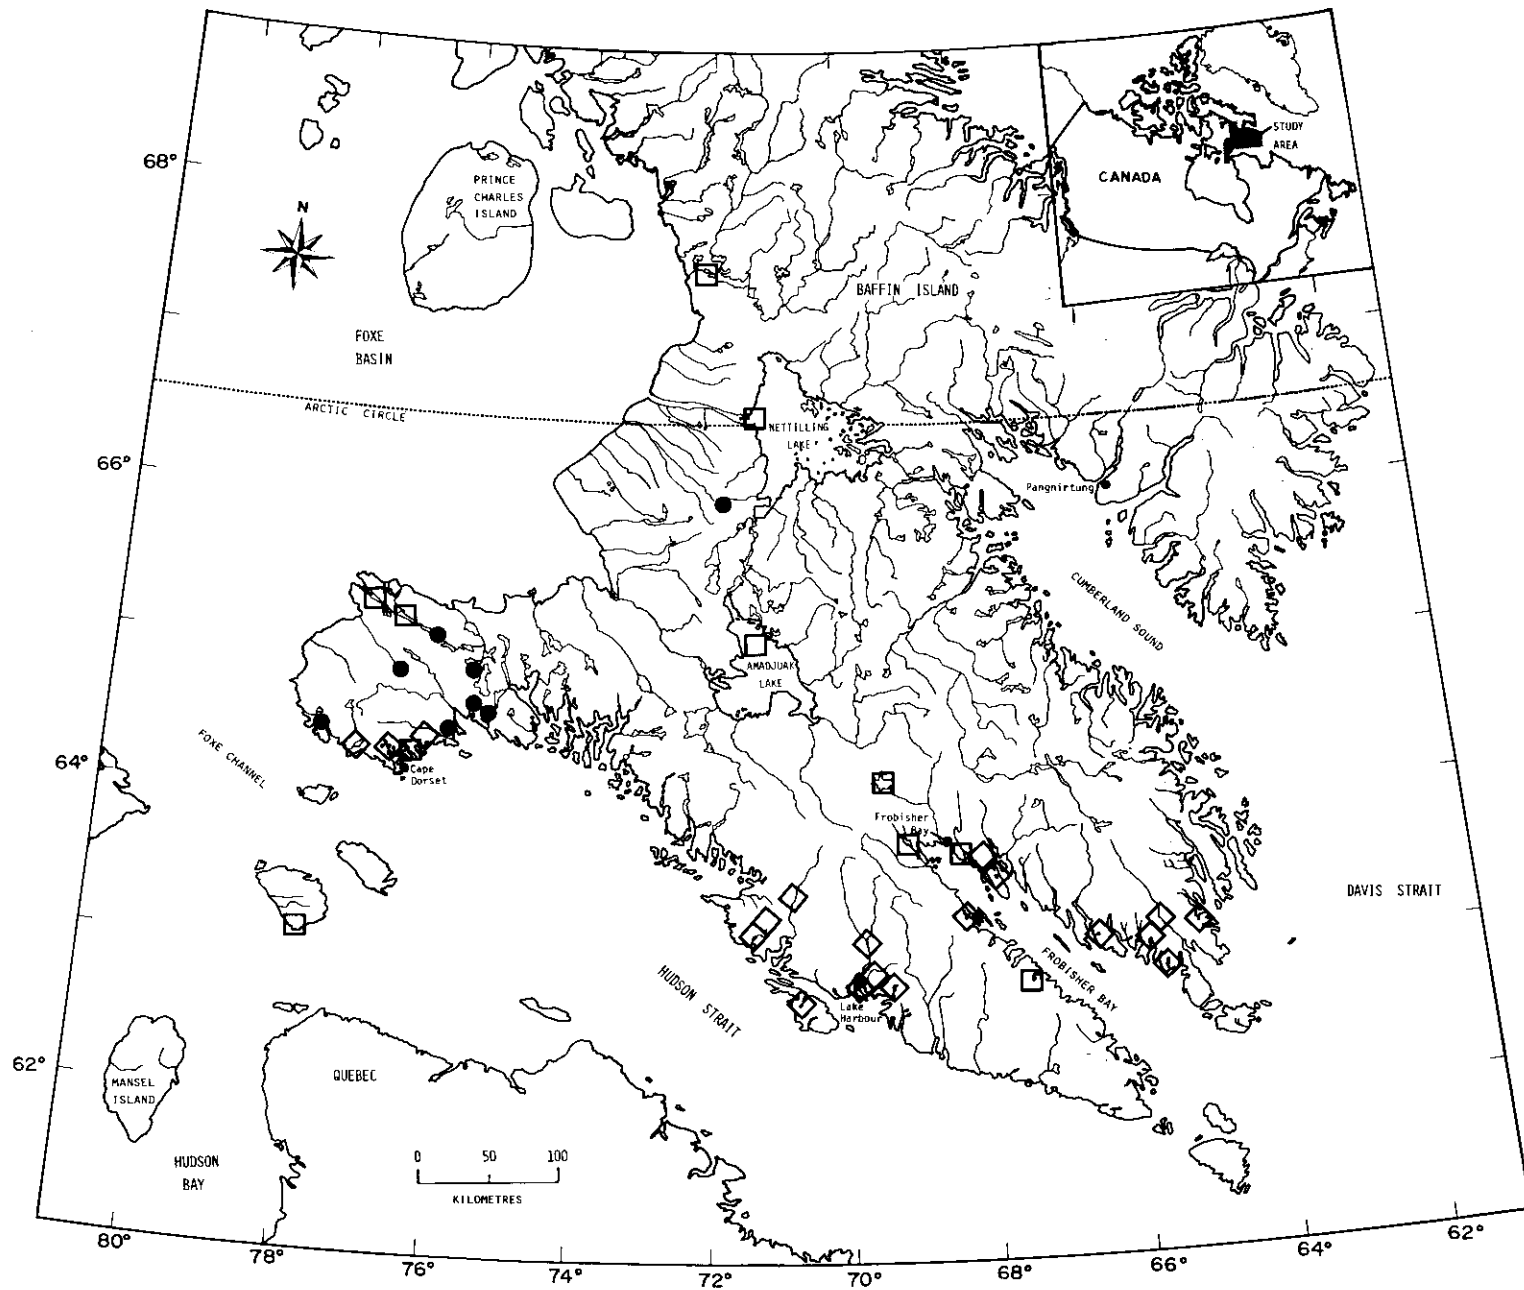 STUDY
AREA
CANADA
68°
PRINCE
CHARLES
ISLAND
N
BAFFIN ISLAND
FOXE
BASIN
ARCTIC CIRCLE
NETTILLING
LAKE
66°
Pangnirtung
CUMBERLAND SOUND
AMADJUAK
LAKE
FOXE CHANNEL
64°
Cape
Dorset
Frobisher
Bay
DAVIS STRAIT
FROBISHER BAY
HUDSON STRAIT
Lake
Harbour
62°
MANSEL
ISLAND
QUEBEC
HUDSON
BAY
0 50 100
KILOMETRES
80° 78° 76° 74° 72° 70° 68° 66° 64° 62°